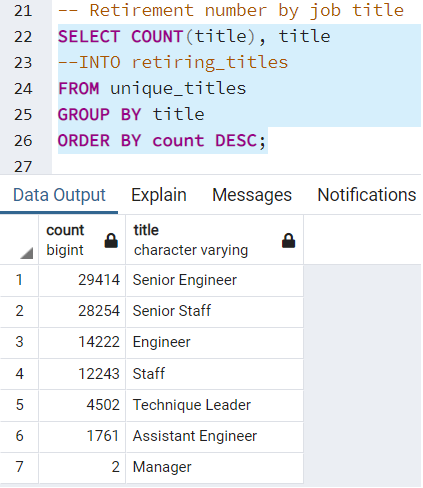 21 -- Retirement number by job title
22 SELECT COUNT(title), title
23 --INTO retiring_titles
24 FROM unique_titles
25 GROUP BY title
26 ORDER BY count DESC;
27
Data Output Explain Messages Notifications
count title
bigint character varying
1 29414 Senior Engineer
2 28254 Senior Staff
3 14222 Engineer
4 12243 Staff
5 4502 Technique Leader
6 1761 Assistant Engineer
7 2 Manager